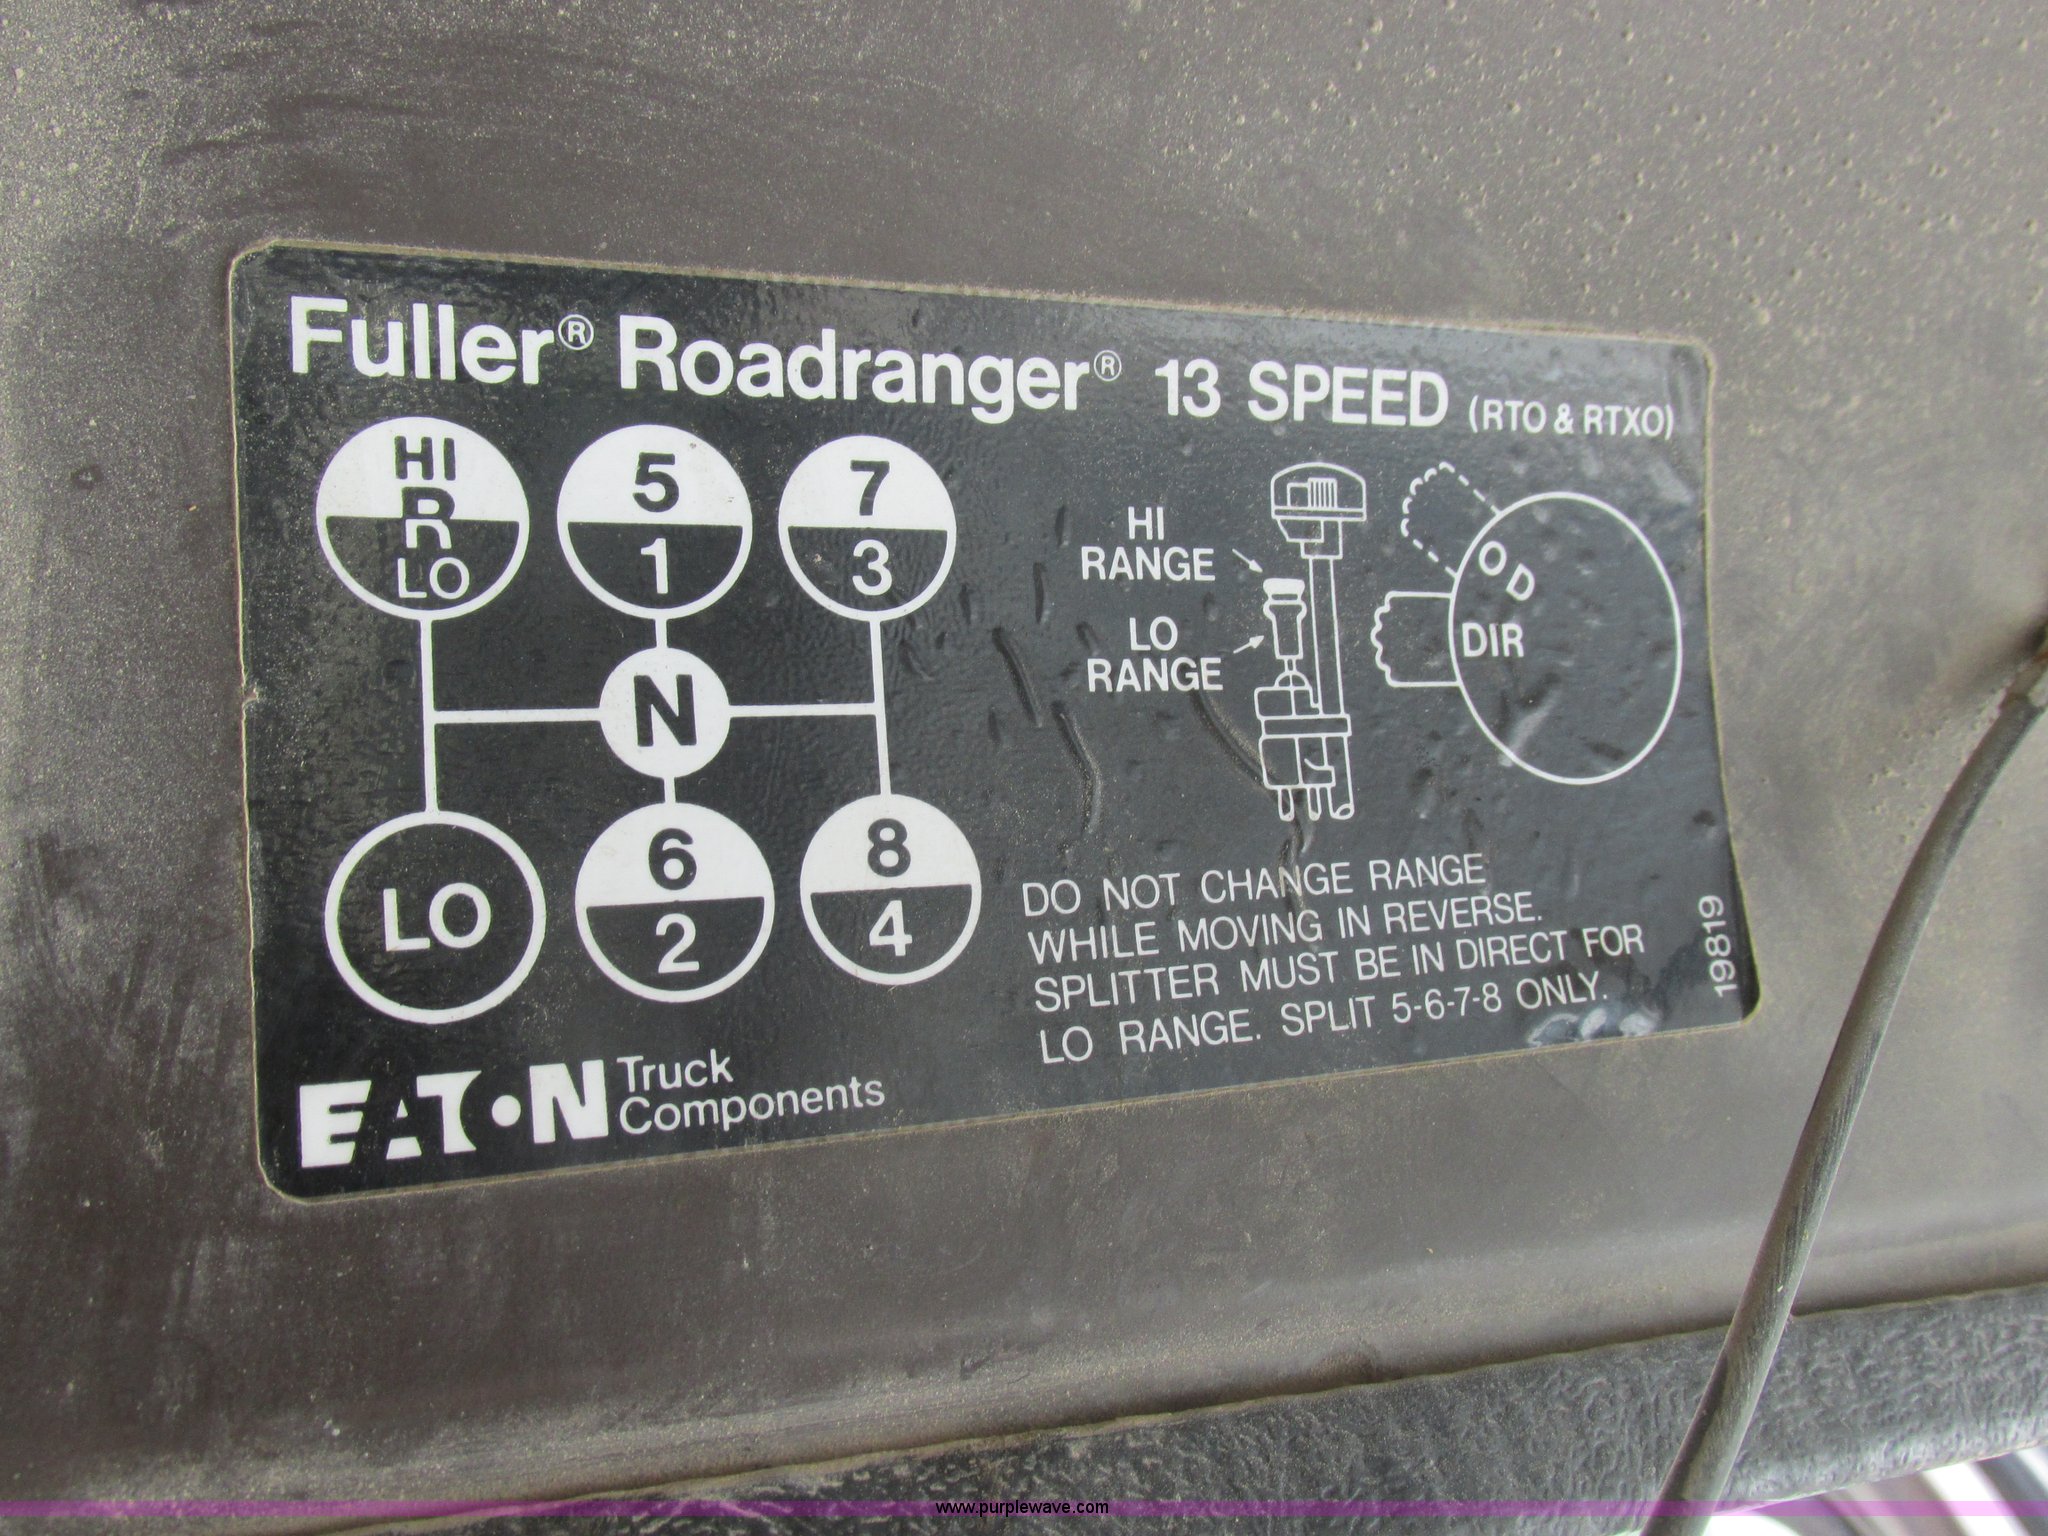 Fuller® Roadranger® 13 SPEED (RTO & RTXO)
HI
R
LO
5
1
7
3
N
LO
6
2
8
4
HI
RANGE
LO
RANGE
OD
DIR
DO NOT CHANGE RANGE
WHILE MOVING IN REVERSE.
SPLITTER MUST BE IN DIRECT FOR
LO RANGE. SPLIT 5-6-7-8 ONLY.
19819
EATON Truck
Components
www.purplewave.com